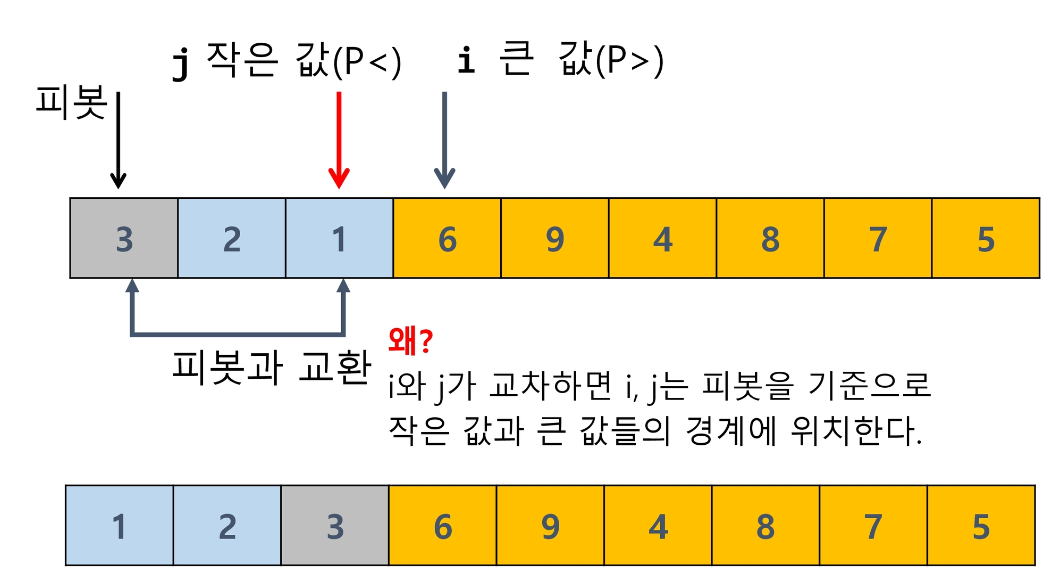 j 작은 값(P<)
i 큰 값(P>)
피봇
3 2 1 6 9 4 8 7 5
피봇과 교환
왜?
i와 j가 교차하면 i, j는 피봇을 기준으로
작은 값과 큰 값들의 경계에 위치한다.
1 2 3 6 9 4 8 7 5